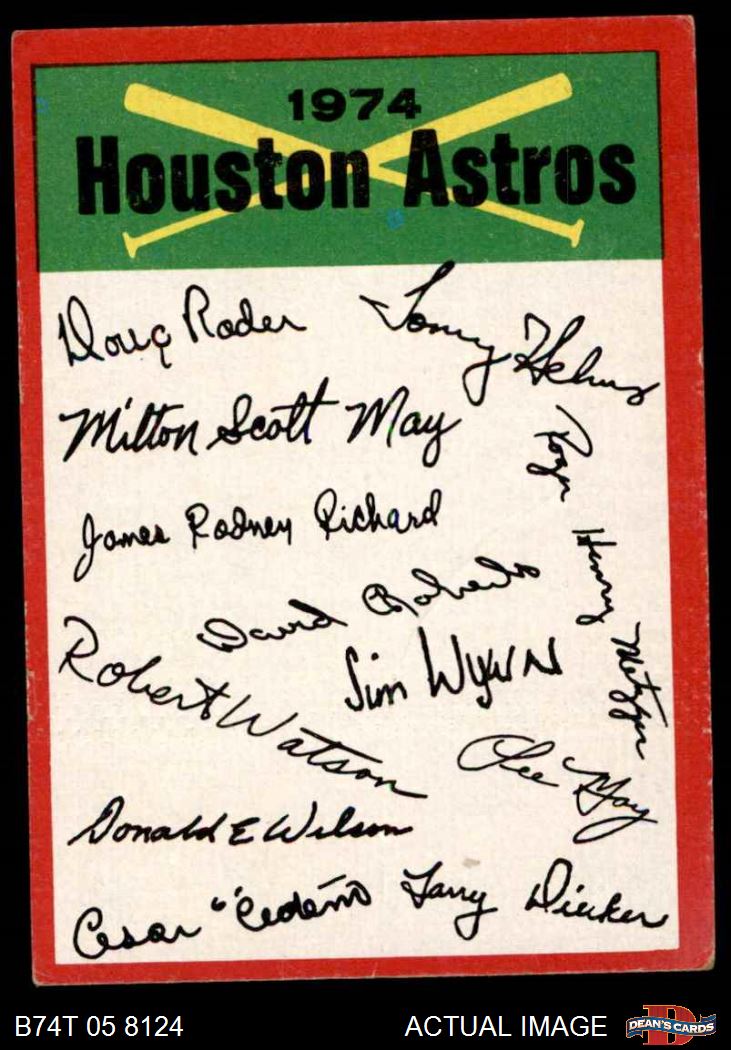 1974
Houston Astros
Doug Rader
Tommy Helms
Milton Scott May
Roger Henry Metzger
James Rodney Richard
David Roberts
Robert Watson
Jim Wynn
Lee May
Donald E Wilson
Cesar "Cedeño
Larry Dierker
B74T 05 8124
ACTUAL IMAGE
D
DEAN'S CARDS